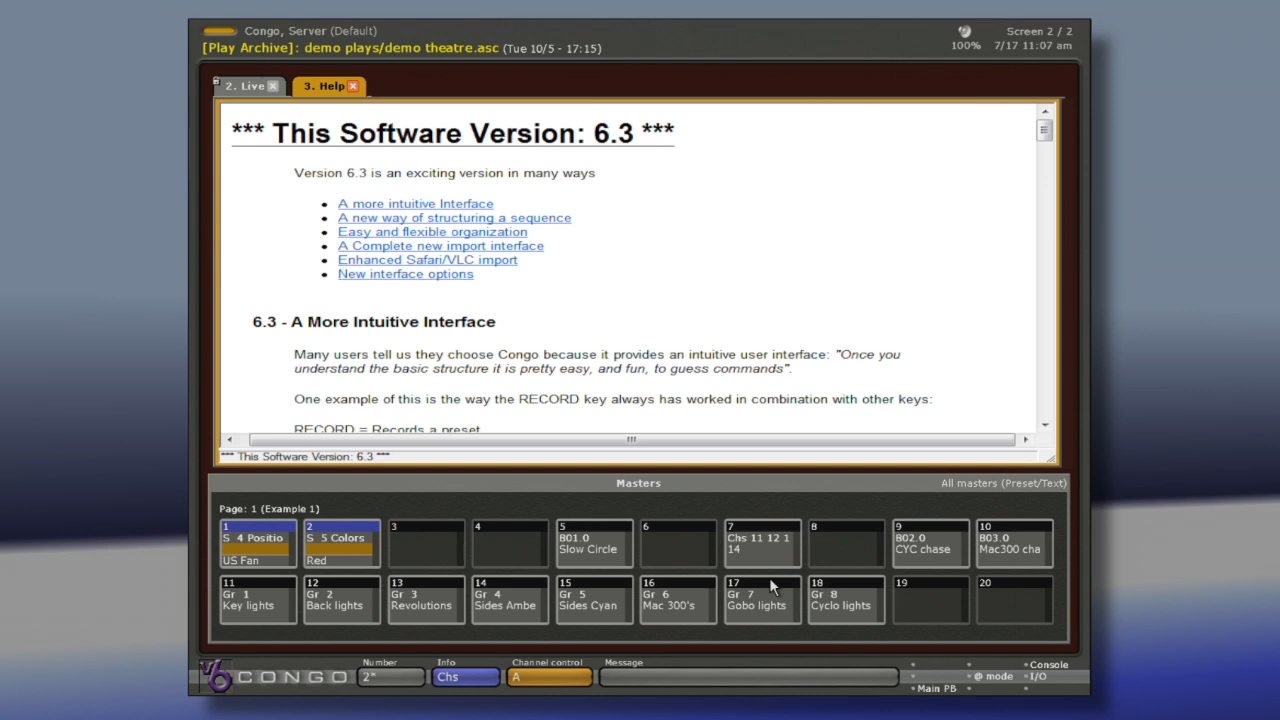 Congo, Server (Default)
[Play Archive]: demo plays/demo theatre.asc (Tue 10/5 - 17:15)
100%
Screen 2 / 2
7/17 11:07 am
2. Live
3. Help
*** This Software Version: 6.3 ***
Version 6.3 is an exciting version in many ways
• A more intuitive Interface
• A new way of structuring a sequence
• Easy and flexible organization
• A Complete new import interface
• Enhanced Safari/VLC import
• New interface options
6.3 - A More Intuitive Interface
Many users tell us they choose Congo because it provides an intuitive user interface: "Once you
understand the basic structure it is pretty easy, and fun, to guess commands".
One example of this is the way the RECORD key always has worked in combination with other keys:
RECORD = Records a preset
*** This Software Version: 6.3 ***
Masters
All masters (Preset/Text)
Page: 1 (Example 1)
1
S 4 Positio
US Fan
2
S 5 Colors
Red
3
4
5
801.0
Slow Circle
6
7
Chs 11 12 1
14
8
9
802.0
CYC chase
10
803.0
Mac300 cha
11
Gr 1
Key lights
12
Gr 2
Back lights
13
Gr 3
Revolutions
14
Gr 4
Sides Ambe
15
Gr 5
Sides Cyan
16
Gr 6
Mac 300's
17
Gr 7
Gobo lights
18
Gr 8
Cyclo lights
19
20
V6 CONGO
Number
2*
Info
Chs
Channel control
A
Message
Console
@ mode
I/O
Main PB